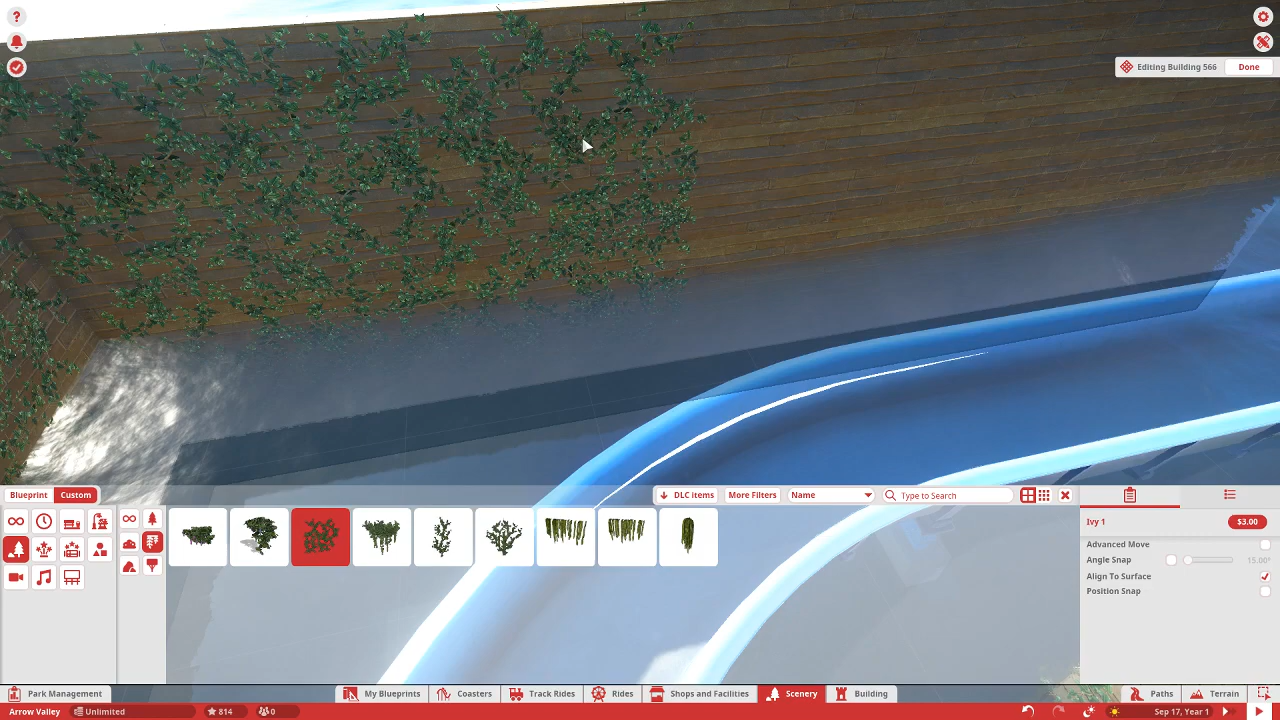 ?
Editing Building 566
Done
Blueprint
Custom
DLC items
More Filters
Name
Type to Search
Ivy 1
$3.00
Advanced Move
Angle Snap
15.00°
Align To Surface
Position Snap
Park Management
My Blueprints
Coasters
Track Rides
Rides
Shops and Facilities
Scenery
Building
Paths
Terrain
Arrow Valley
Unlimited
814
0
Sep 17, Year 1